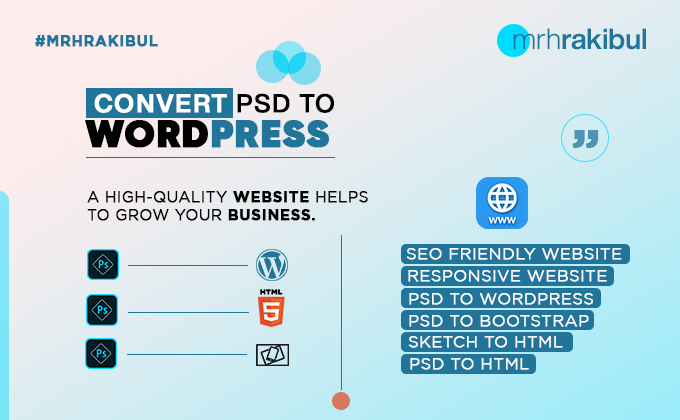 #MRHRAKIBUL
mrhrakibul
CONVERT PSD TO
WORDPRESS
A HIGH-QUALITY WEBSITE HELPS
TO GROW YOUR BUSINESS.
Ps
Ps
HTML
5
Ps
WWW
SEO FRIENDLY WEBSITE
RESPONSIVE WEBSITE
PSD TO WORDPRESS
PSD TO BOOTSTRAP
SKETCH TO HTML
PSD TO HTML